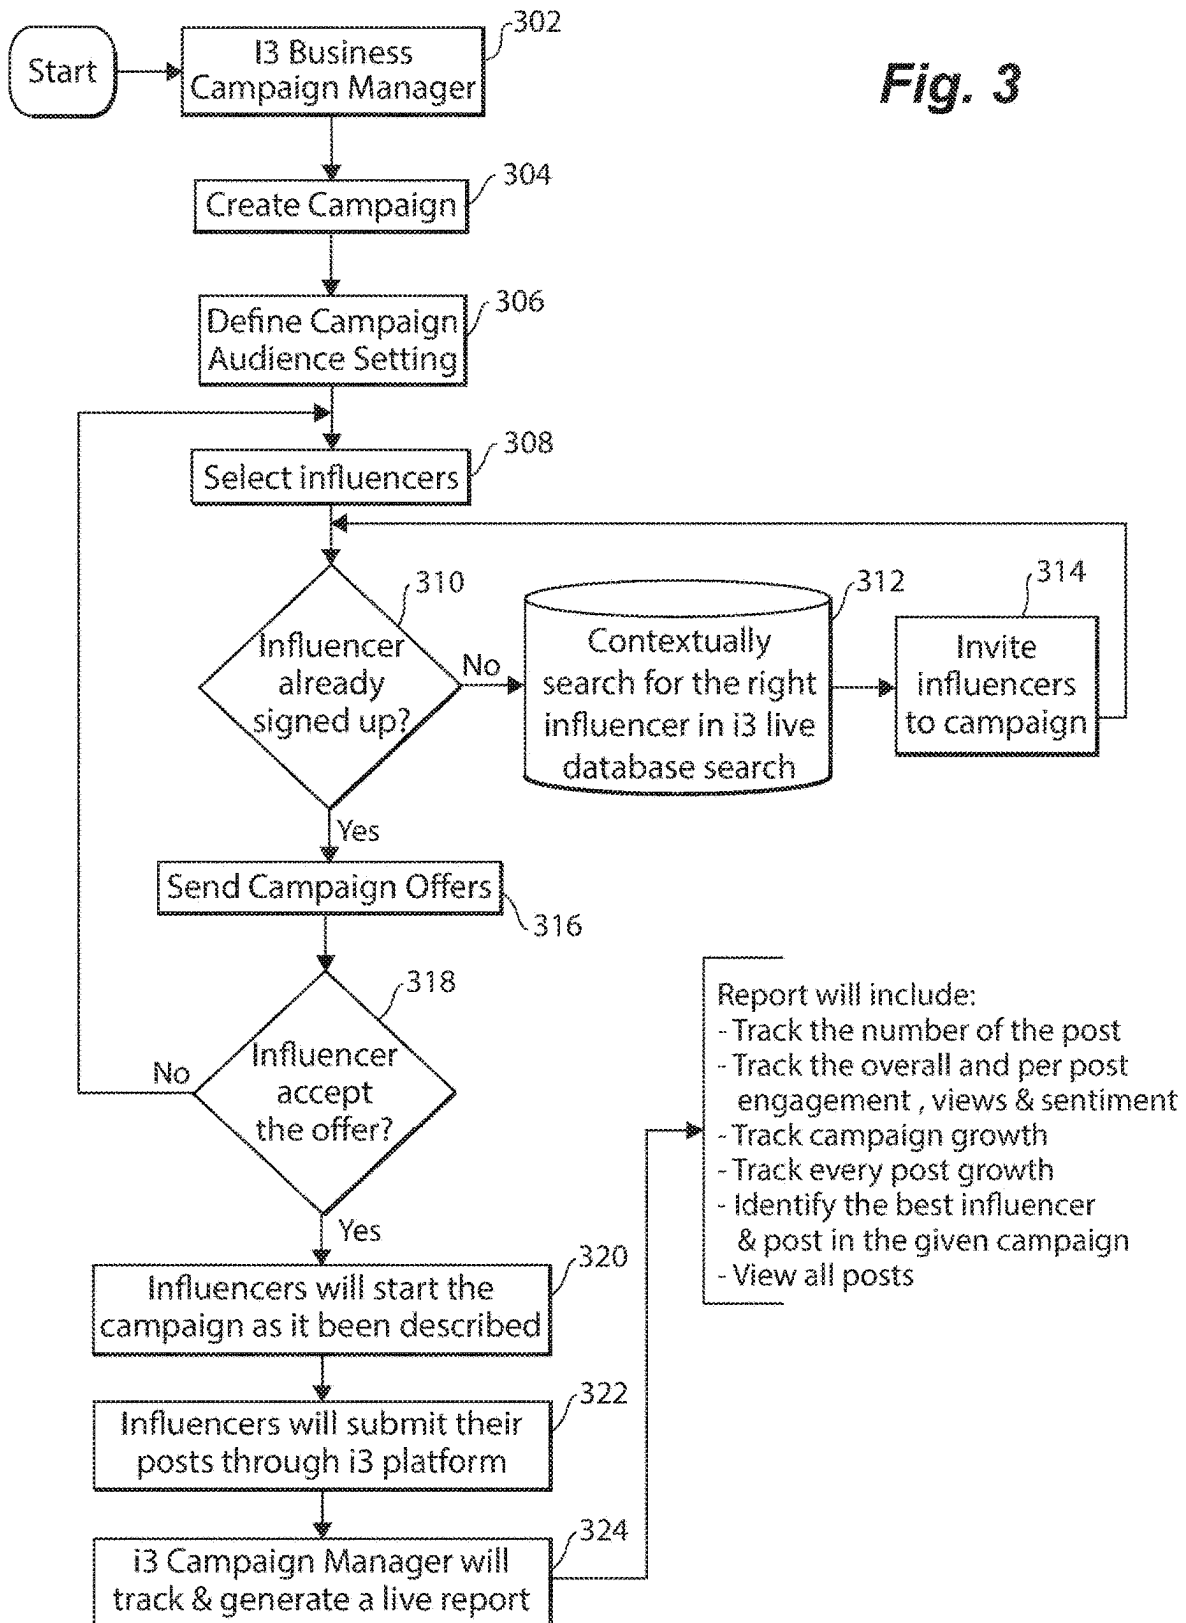 Start
I3 Business
Campaign Manager
302
Fig. 3
Create Campaign
304
Define Campaign
Audience Setting
306
Select influencers
308
Influencer
already
signed up?
310
No
Contextually
search for the right
influencer in i3 live
database search
312
Invite
influencers
to campaign
314
Yes
Send Campaign Offers
316
Influencer
accept
the offer?
318
No
Yes
Influencers will start the
campaign as it been described
320
Influencers will submit their
posts through i3 platform
322
i3 Campaign Manager will
track & generate a live report
324
Report will include:
- Track the number of the post
- Track the overall and per post
engagement , views & sentiment
- Track campaign growth
- Track every post growth
- Identify the best influencer
& post in the given campaign
- View all posts